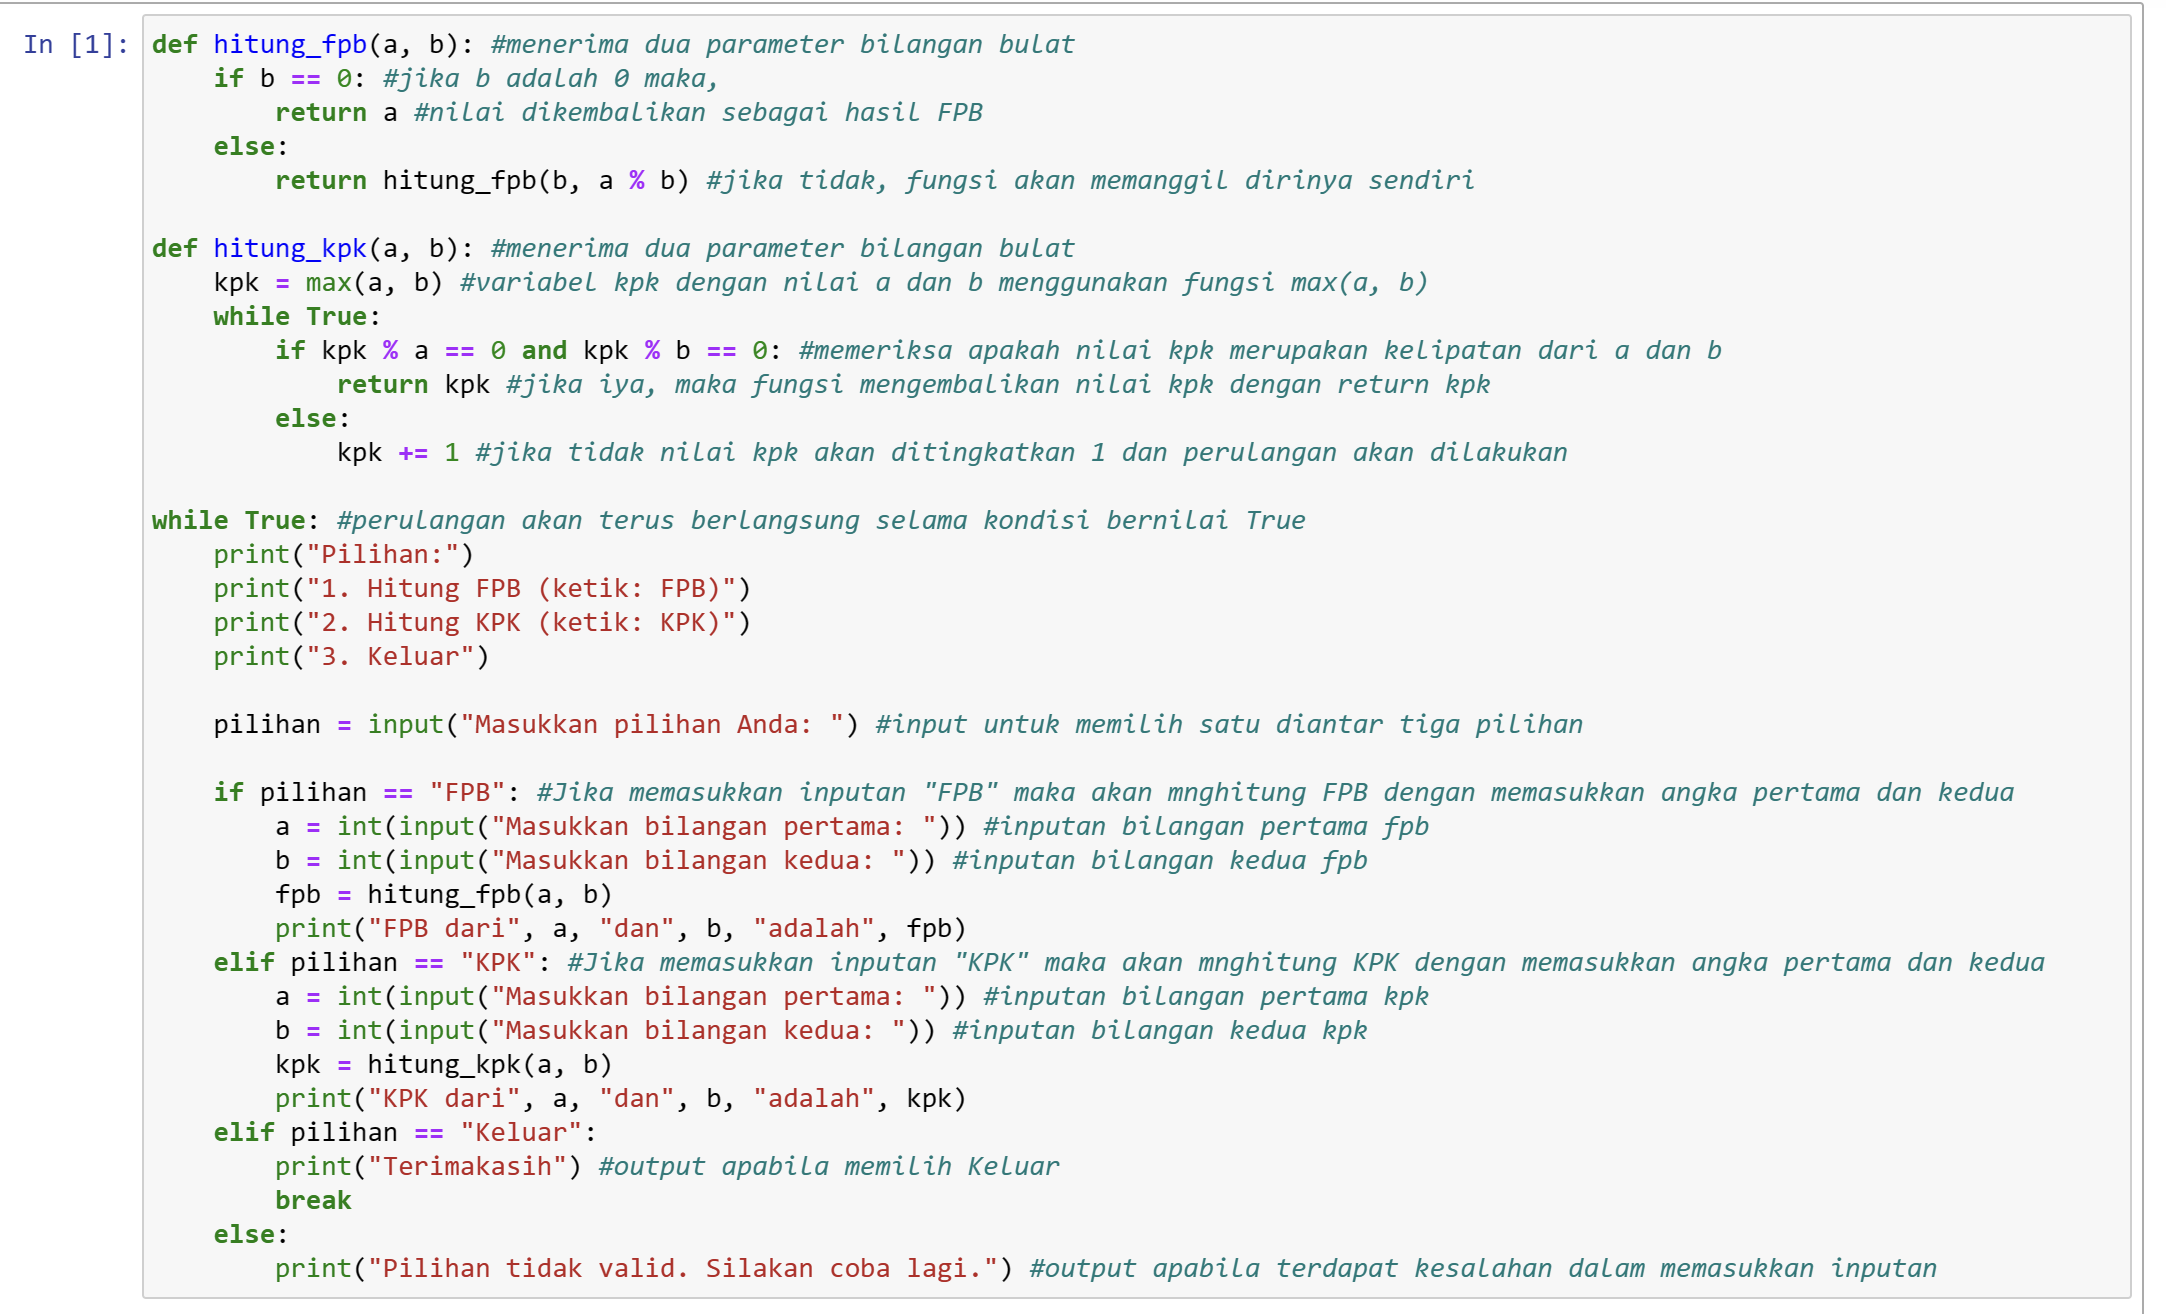 In [1]: def hitung_fpb(a, b): #menerima dua parameter bilangan bulat
    if b == 0: #jika b adalah 0 maka,
        return a #nilai dikembalikan sebagai hasil FPB
    else:
        return hitung_fpb(b, a % b) #jika tidak, fungsi akan memanggil dirinya sendiri

def hitung_kpk(a, b): #menerima dua parameter bilangan bulat
    kpk = max(a, b) #variabel kpk dengan nilai a dan b menggunakan fungsi max(a, b)
    while True:
        if kpk % a == 0 and kpk % b == 0: #memeriksa apakah nilai kpk merupakan kelipatan dari a dan b
            return kpk #jika iya, maka fungsi mengembalikan nilai kpk dengan return kpk
        else:
            kpk += 1 #jika tidak nilai kpk akan ditingkatkan 1 dan perulangan akan dilakukan

while True: #perulangan akan terus berlangsung selama kondisi bernilai True
    print("Pilihan:")
    print("1. Hitung FPB (ketik: FPB)")
    print("2. Hitung KPK (ketik: KPK)")
    print("3. Keluar")

    pilihan = input("Masukkan pilihan Anda: ") #input untuk memilih satu diantar tiga pilihan

    if pilihan == "FPB": #Jika memasukkan inputan "FPB" maka akan mnghitung FPB dengan memasukkan angka pertama dan kedua
        a = int(input("Masukkan bilangan pertama: ")) #inputan bilangan pertama fpb
        b = int(input("Masukkan bilangan kedua: ")) #inputan bilangan kedua fpb
        fpb = hitung_fpb(a, b)
        print("FPB dari", a, "dan", b, "adalah", fpb)
    elif pilihan == "KPK": #Jika memasukkan inputan "KPK" maka akan mnghitung KPK dengan memasukkan angka pertama dan kedua
        a = int(input("Masukkan bilangan pertama: ")) #inputan bilangan pertama kpk
        b = int(input("Masukkan bilangan kedua: ")) #inputan bilangan kedua kpk
        kpk = hitung_kpk(a, b)
        print("KPK dari", a, "dan", b, "adalah", kpk)
    elif pilihan == "Keluar":
        print("Terimakasih") #output apabila memilih Keluar
        break
    else:
        print("Pilihan tidak valid. Silakan coba lagi.") #output apabila terdapat kesalahan dalam memasukkan inputan